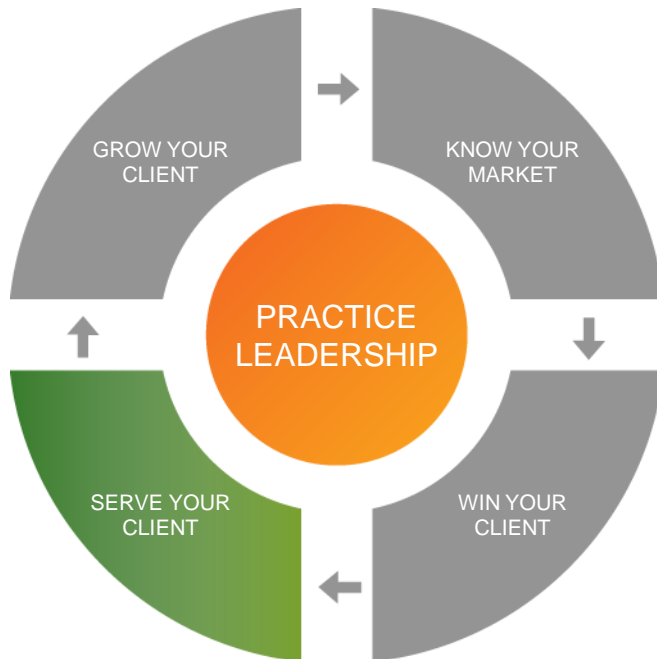 GROW YOUR
CLIENT
KNOW YOUR
MARKET
PRACTICE
LEADERSHIP
SERVE YOUR
CLIENT
WIN YOUR
CLIENT